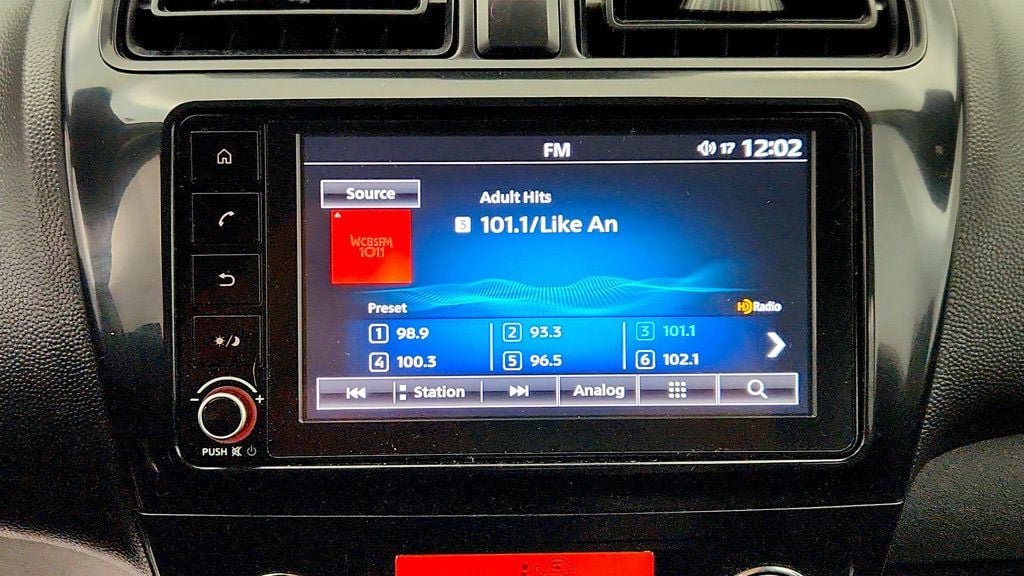 FM 17 12:02
Source
Adult Hits
WCBSFM
101.1
3 101.1/Like An
Preset
HD Radio
1 98.9 2 93.3 3 101.1
4 100.3 5 96.5 6 102.1
Station Analog
- +
PUSH